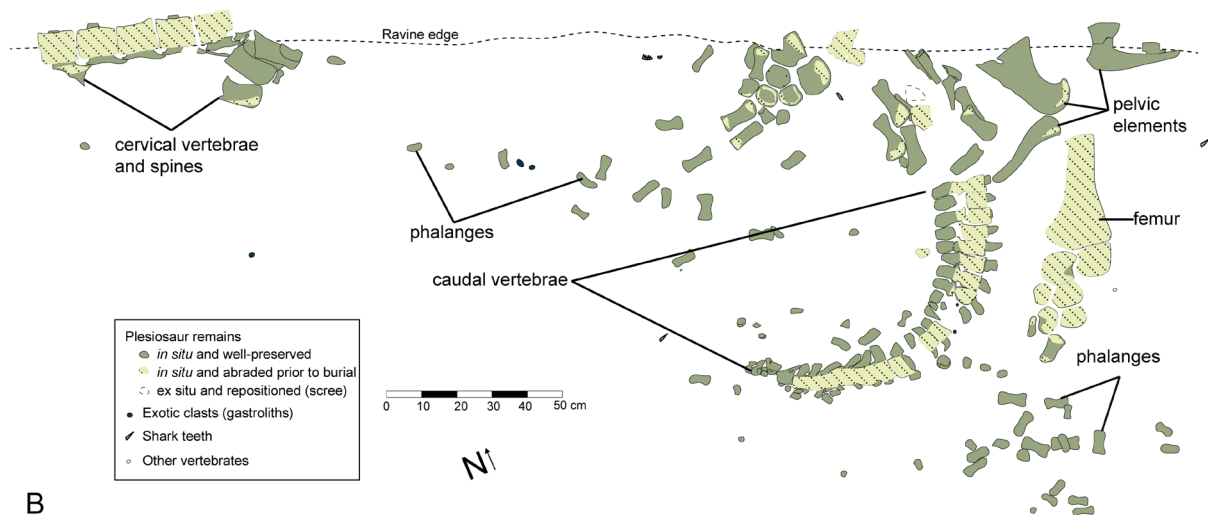 Ravine edge
cervical vertebrae
and spines
pelvic
elements
phalanges
femur
caudal vertebrae
phalanges
Plesiosaur remains
in situ and well-preserved
in situ and abraded prior to burial
ex situ and repositioned (scree)
Exotic clasts (gastroliths)
Shark teeth
Other vertebrates
0 10 20 30 40 50 cm
N
B